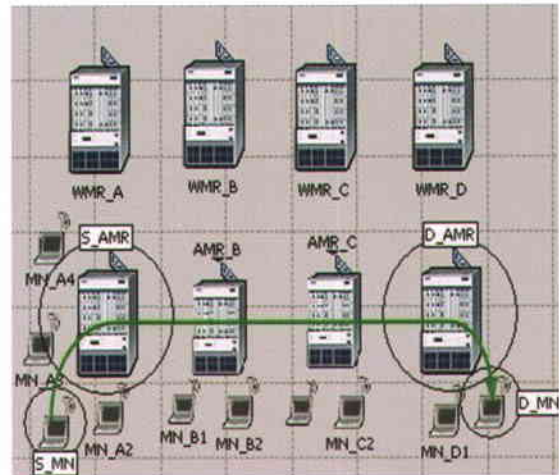 WMR_A
WMR_B
WMR_C
WMR_D
S_AMR
AMR_B
AMR_C
D_AMR
MN_A4
MN_A3
S_MN
MN_A2
MN_B1
MN_B2
MN_C2
MN_D1
D_MN